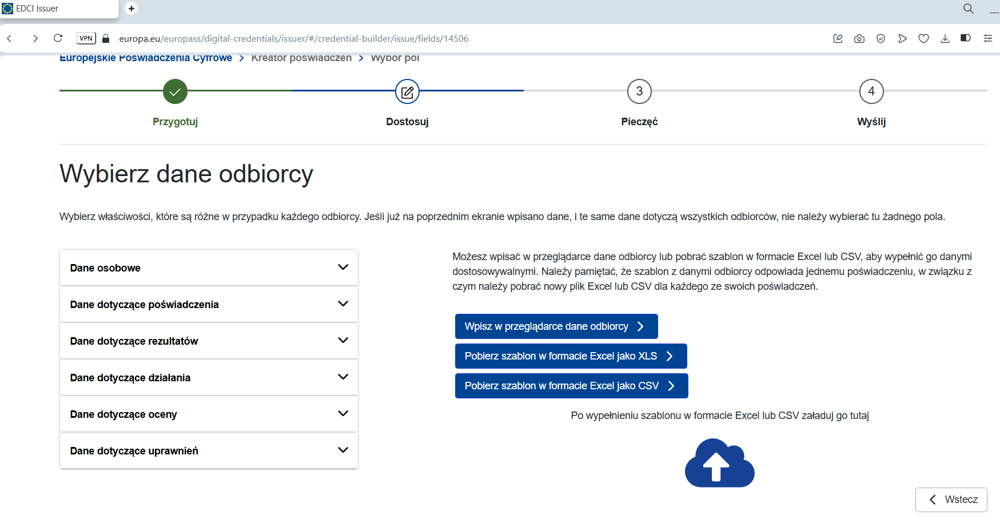 EDCI Issuer
VPN
europa.eu/europass/digital-credentials/issuer/#/credential-builder/issue/fields/14506
Europejskie Poświadczenia Cyfrowe > Kreator poświadczeń > Wybór pól
3
4
Przygotuj
Dostosuj
Pieczęć
Wyślij
Wybierz dane odbiorcy
Wybierz właściwości, które są różne w przypadku każdego odbiorcy. Jeśli już na poprzednim ekranie wpisano dane, i te same dane dotyczą wszystkich odbiorców, nie należy wybierać tu żadnego pola.
Dane osobowe
Dane dotyczące poświadczenia
Dane dotyczące rezultatów
Dane dotyczące działania
Dane dotyczące oceny
Dane dotyczące uprawnień
Możesz wpisać w przeglądarce dane odbiorcy lub pobrać szablon w formacie Excel lub CSV, aby wypełnić go danymi
dostosowywalnymi. Należy pamiętać, że szablon z danymi odbiorcy odpowiada jednemu poświadczeniu, w związku z
czym należy pobrać nowy plik Excel lub CSV dla każdego ze swoich poświadczeń.
Wpisz w przeglądarce dane odbiorcy
Pobierz szablon w formacie Excel jako XLS
Pobierz szablon w formacie Excel jako CSV
Po wypełnieniu szablonu w formacie Excel lub CSV załaduj go tutaj
Wstecz